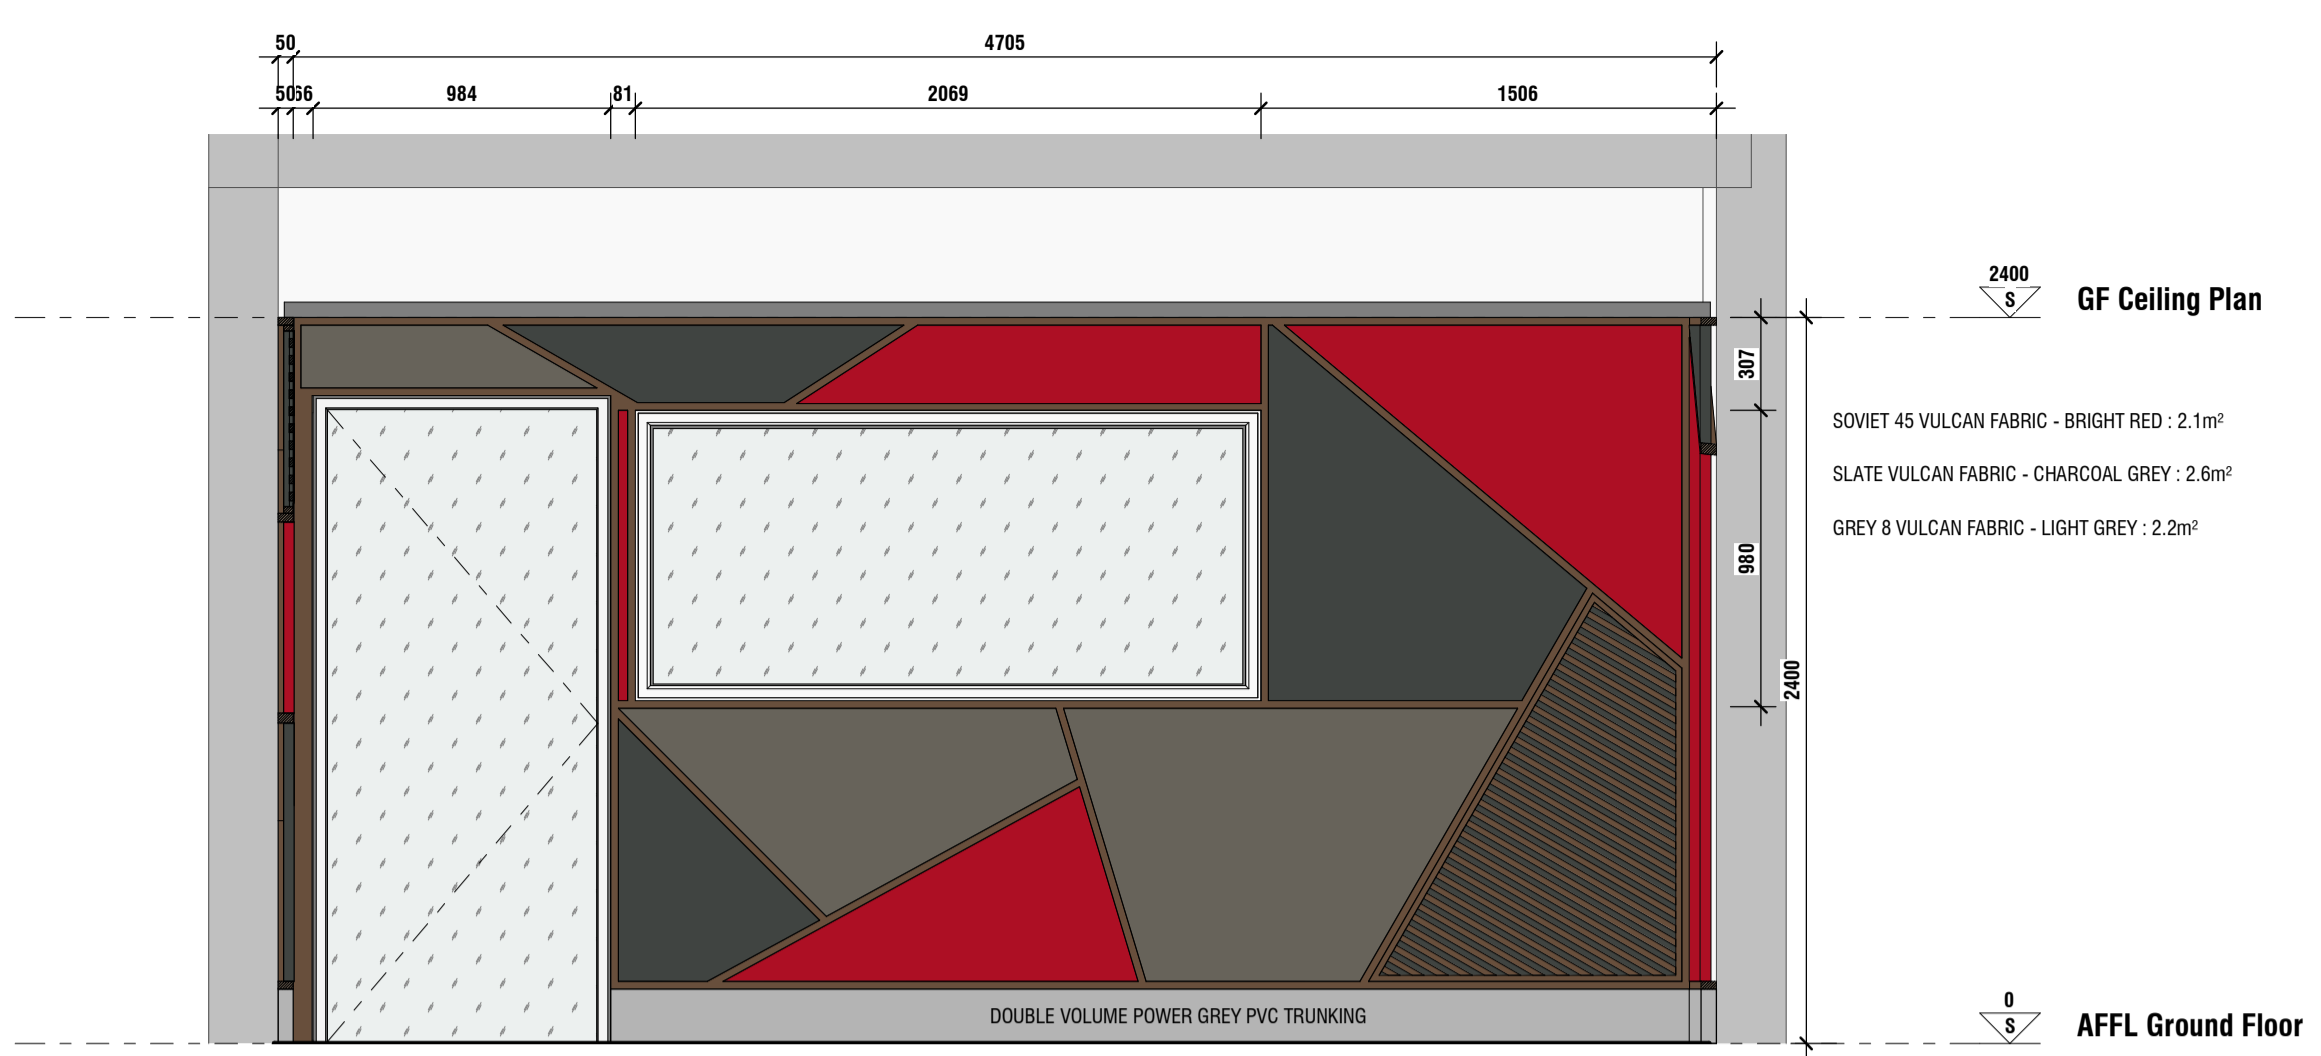 50
4705
50
66
984
81
2069
1506
2400
S
GF Ceiling Plan
307
SOVIET 45 VULCAN FABRIC - BRIGHT RED : 2.1m²
SLATE VULCAN FABRIC - CHARCOAL GREY : 2.6m²
GREY 8 VULCAN FABRIC - LIGHT GREY : 2.2m²
980
2400
DOUBLE VOLUME POWER GREY PVC TRUNKING
0
S
AFFL Ground Floor